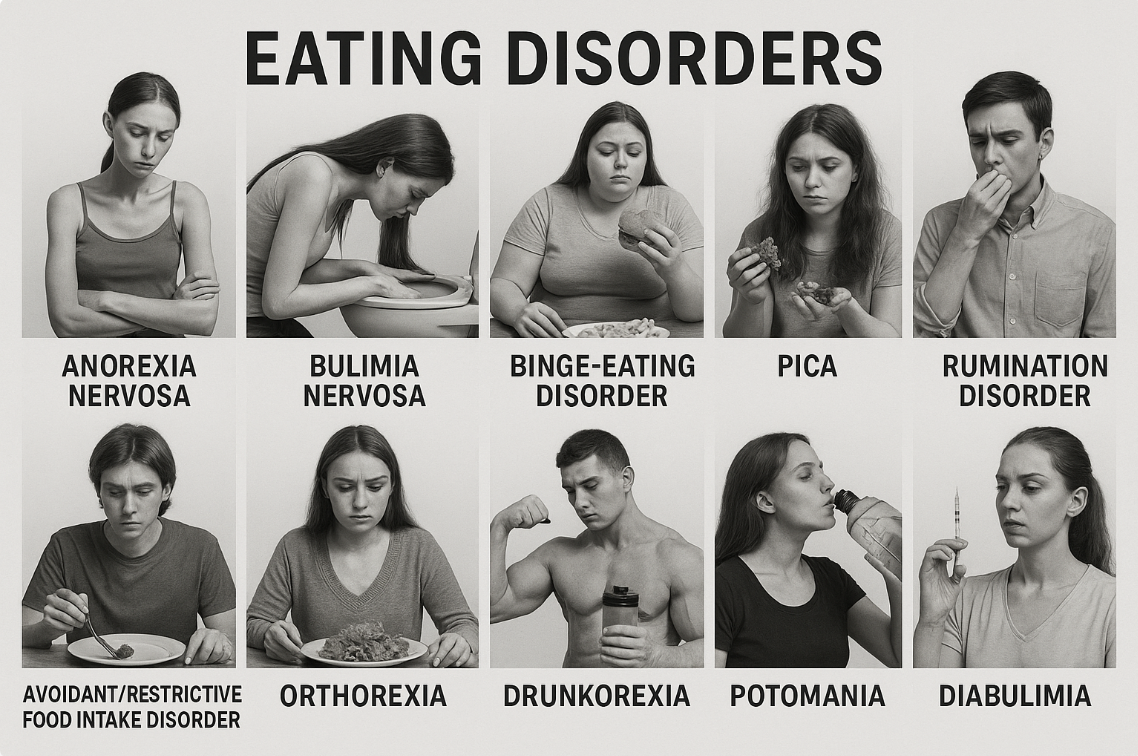 EATING DISORDERS
ANOREXIA
NERVOSA
BULIMIA
NERVOSA
BINGE-EATING
DISORDER
PICA
RUMINATION
DISORDER
AVOIDANT/RESTRICTIVE
FOOD INTAKE DISORDER
ORTHOREXIA
DRUNKOREXIA
POTOMANIA
DIABULIMIA